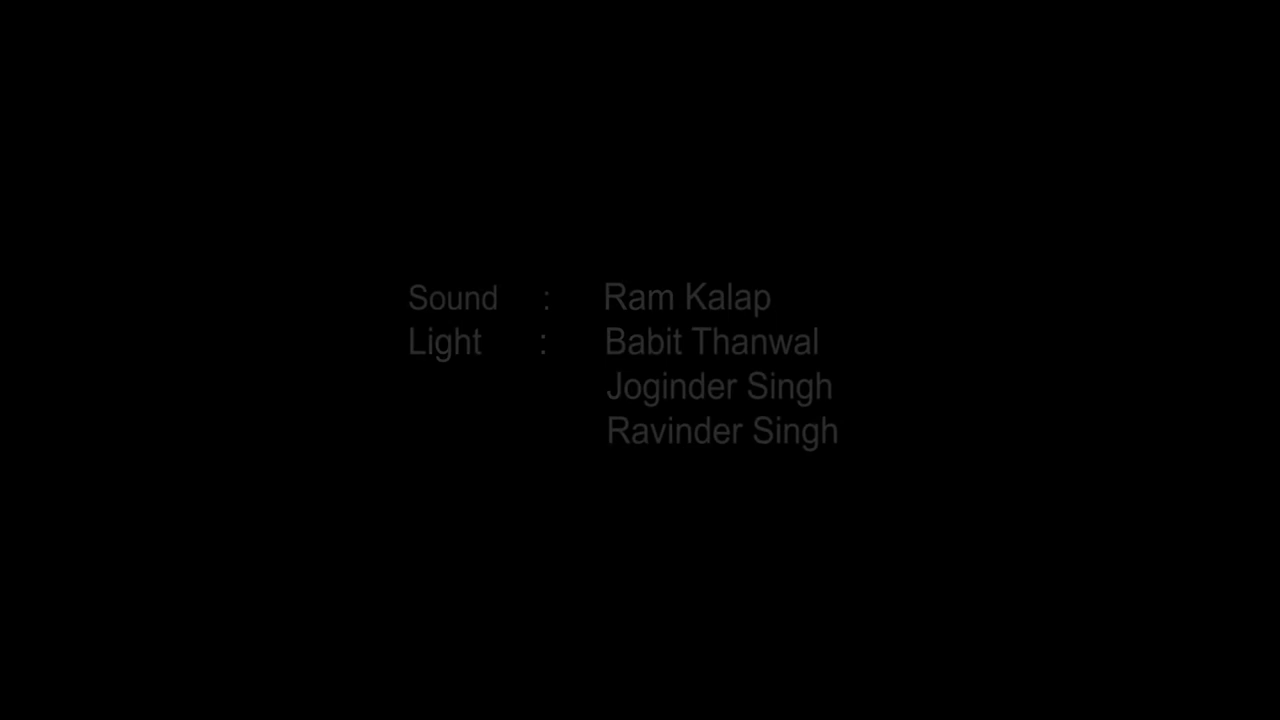 Sound : Ram Kalap
Light : Babit Thanwal
Joginder Singh
Ravinder Singh